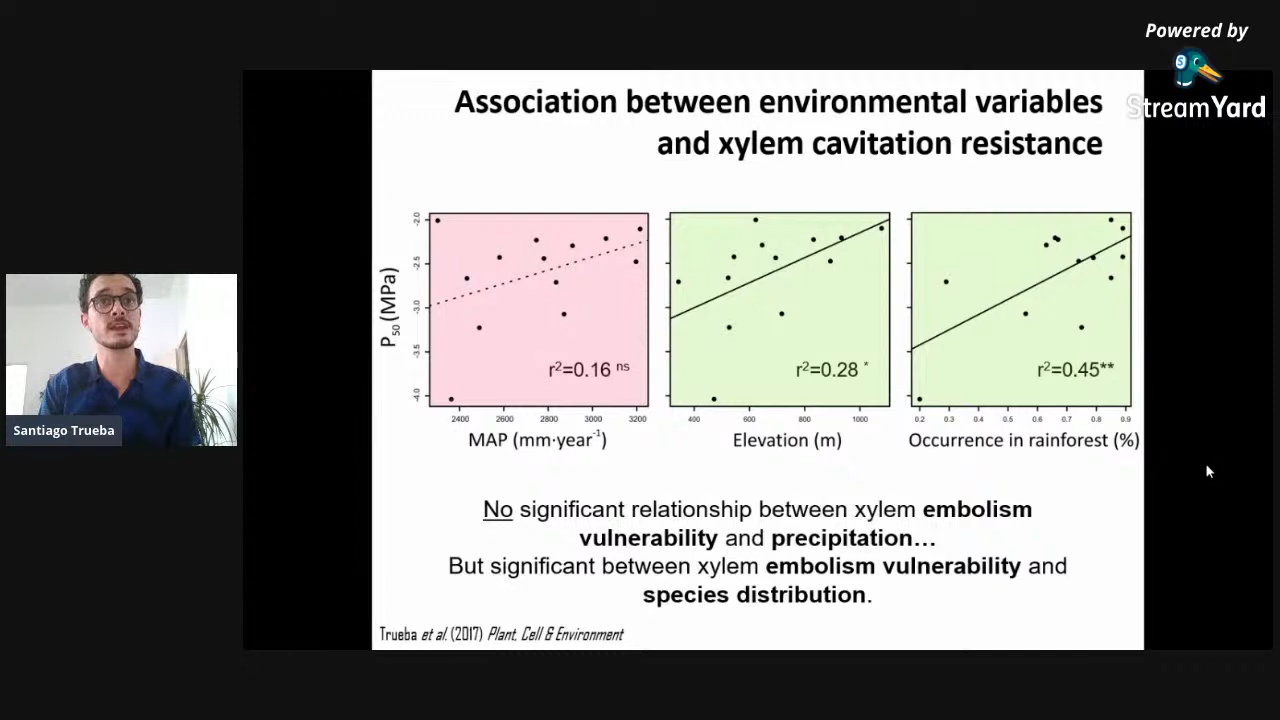 Powered by
StreamYard
Association between environmental variables
and xylem cavitation resistance
P50 (MPa)
-2.0
-2.5
-3.0
-3.5
-4.0
r²=0.16 ns
r²=0.28 *
r²=0.45**
2400 2600 2800 3000 3200
400 600 800 1000
0.2 0.3 0.4 0.5 0.6 0.7 0.8 0.9
MAP (mm·year⁻¹)
Elevation (m)
Occurrence in rainforest (%)
Santiago Trueba
No significant relationship between xylem embolism
vulnerability and precipitation…
But significant between xylem embolism vulnerability and
species distribution.
Trueba et al. (2017) Plant, Cell & Environment